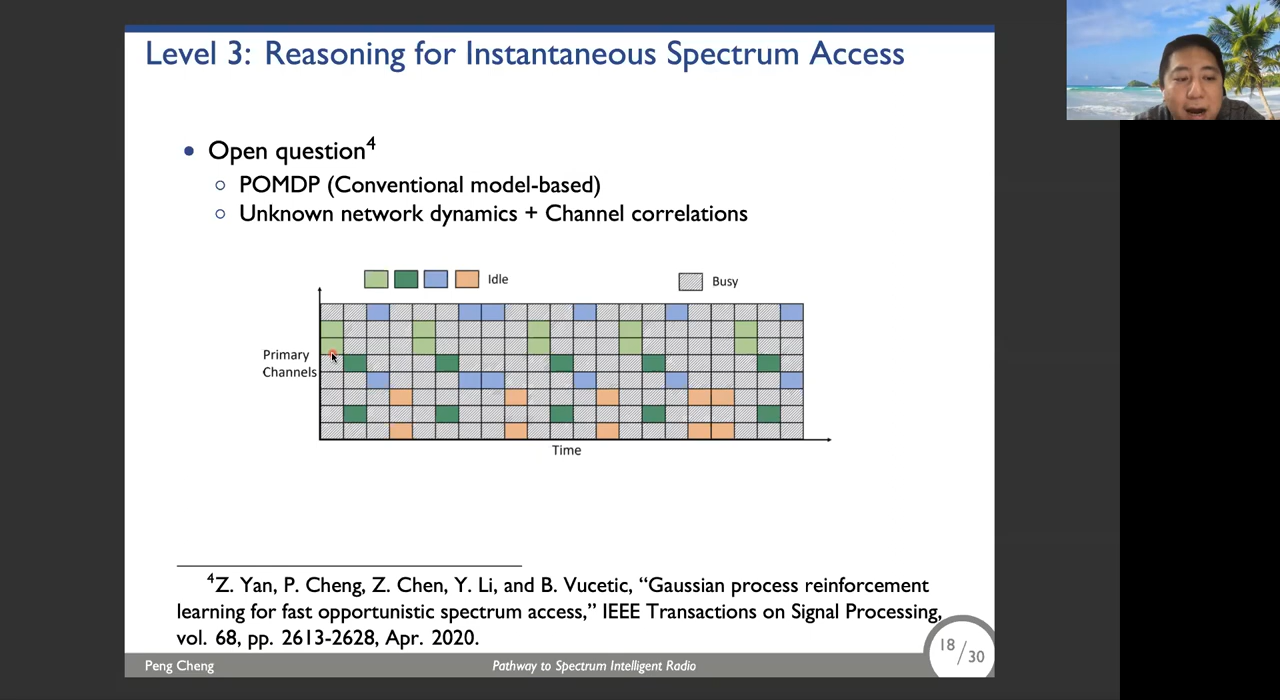 Level 3: Reasoning for Instantaneous Spectrum Access
• Open question4
○ POMDP (Conventional model-based)
○ Unknown network dynamics + Channel correlations
Idle
Busy
Primary
Channels
Time
4Z. Yan, P. Cheng, Z. Chen, Y. Li, and B. Vucetic, “Gaussian process reinforcement
learning for fast opportunistic spectrum access,” IEEE Transactions on Signal Processing,
vol. 68, pp. 2613-2628, Apr. 2020.
Peng Cheng
Pathway to Spectrum Intelligent Radio
18/30